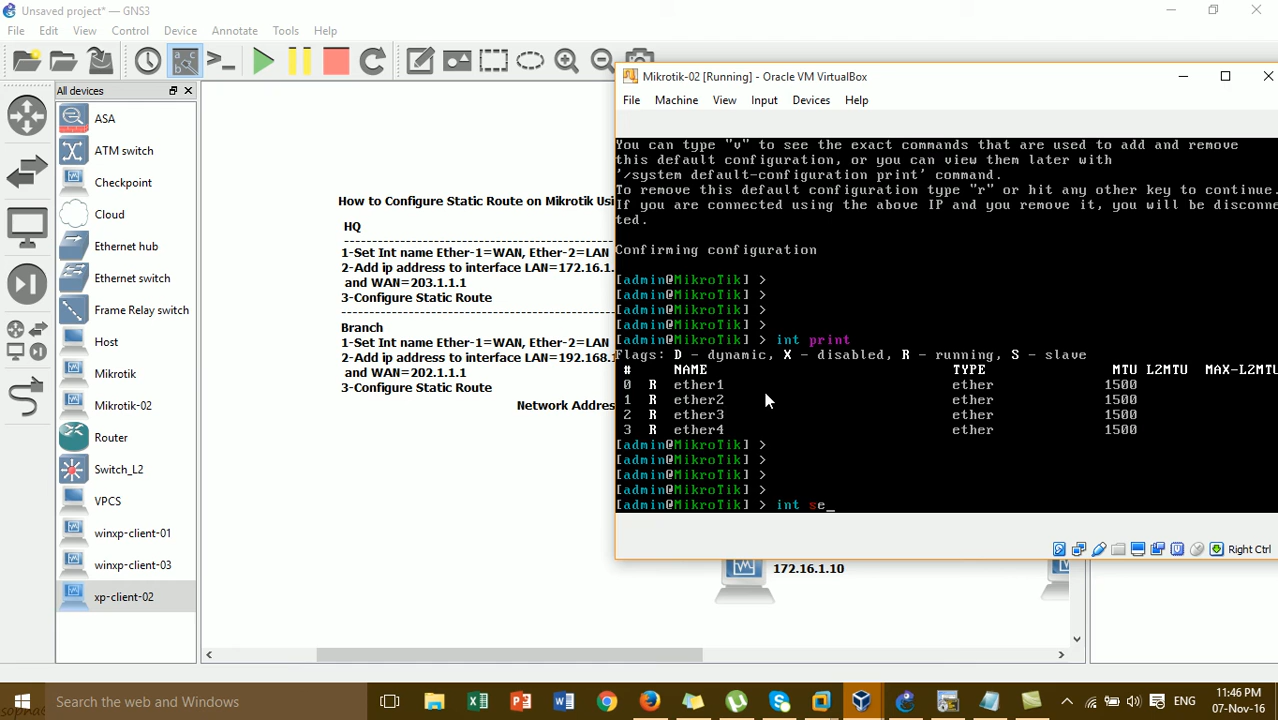 Unsaved project* — GNS3
File Edit View Control Device Annotate Tools Help
All devices
ASA
ATM switch
Checkpoint
Cloud
Ethernet hub
Ethernet switch
Frame Relay switch
Host
Mikrotik
Mikrotik-02
Router
Switch_L2
VPCS
winxp-client-01
winxp-client-03
xp-client-02
How to Configure Static Route on Mikrotik Usi
HQ
1-Set Int name Ether-1=WAN, Ether-2=LAN
2-Add ip address to interface LAN=172.16.1.
and WAN=203.1.1.1
3-Configure Static Route
Branch
1-Set Int name Ether-1=WAN, Ether-2=LAN
2-Add ip address to interface LAN=192.168.1
and WAN=202.1.1.1
3-Configure Static Route
Network Addres
172.16.1.10
Mikrotik-02 [Running] - Oracle VM VirtualBox
File Machine View Input Devices Help
You can type "v" to see the exact commands that are used to add and remove
this default configuration, or you can view them later with
'/system default-configuration print' command.
To remove this default configuration type "r" or hit any other key to continue.
If you are connected using the above IP and you remove it, you will be disconne
ted.
Confirming configuration
[admin@MikroTik] >
[admin@MikroTik] >
[admin@MikroTik] >
[admin@MikroTik] >
[admin@MikroTik] > int print
Flags: D - dynamic, X - disabled, R - running, S - slave
# NAME TYPE MTU L2MTU MAX-L2MTU
0 R ether1 ether 1500
1 R ether2 ether 1500
2 R ether3 ether 1500
3 R ether4 ether 1500
[admin@MikroTik] >
[admin@MikroTik] >
[admin@MikroTik] >
[admin@MikroTik] >
[admin@MikroTik] > int se_
Right Ctrl
Search the web and Windows
ENG
11:46 PM
07-Nov-16